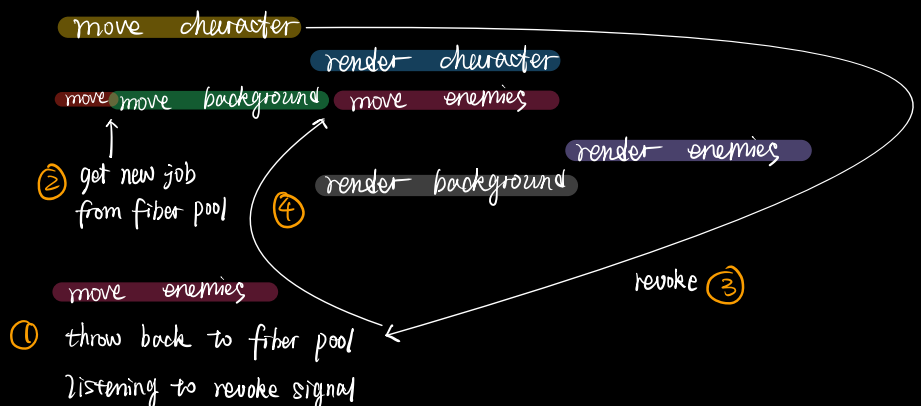 move character
render character
move move background move enemies
render enemies
② get new job
from fiber pool
④
render background
revoke ③
move enemies
① throw back to fiber pool
listening to revoke signal